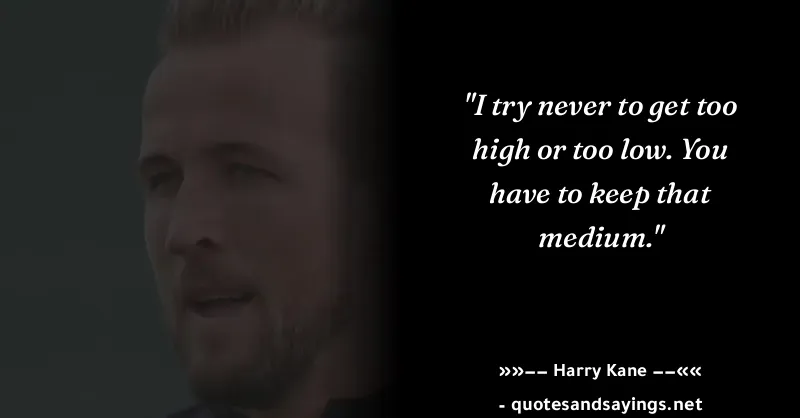 "I try never to get too
high or too low. You
have to keep that
medium."
»»–– Harry Kane ––««
- quotesandsayings.net